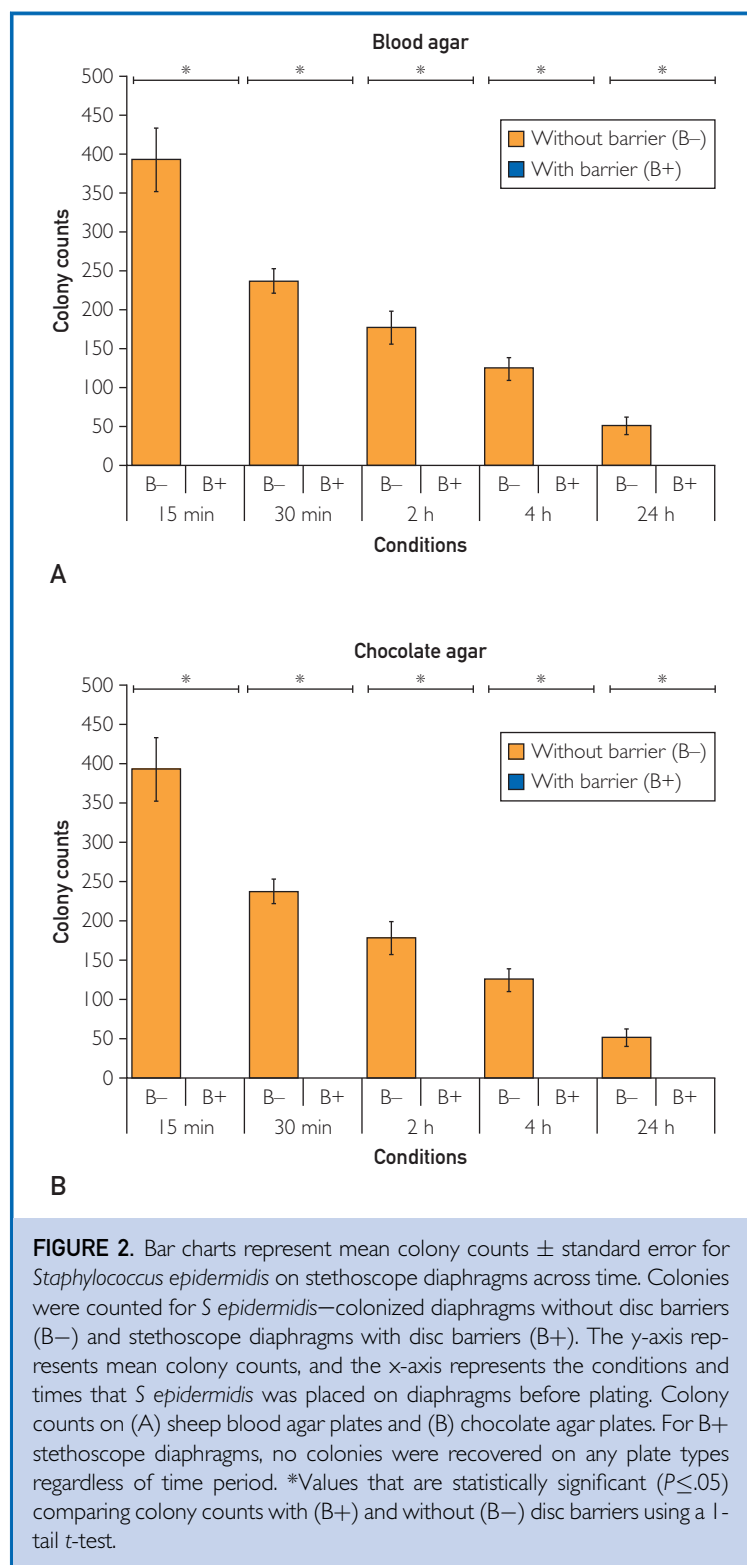 Blood agar
500
450
400
350
300
250
200
150
100
50
0
Colony counts
* * * * *
Without barrier (B–)
With barrier (B+)
B– B+ B– B+ B– B+ B– B+ B– B+
15 min 30 min 2 h 4 h 24 h
Conditions
A
Chocolate agar
500
450
400
350
300
250
200
150
100
50
0
Colony counts
* * * * *
Without barrier (B–)
With barrier (B+)
B– B+ B– B+ B– B+ B– B+ B– B+
15 min 30 min 2 h 4 h 24 h
Conditions
B
FIGURE 2. Bar charts represent mean colony counts ± standard error for
Staphylococcus epidermidis on stethoscope diaphragms across time. Colonies
were counted for S epidermidis–colonized diaphragms without disc barriers
(B–) and stethoscope diaphragms with disc barriers (B+). The y-axis rep-
resents mean colony counts, and the x-axis represents the conditions and
times that S epidermidis was placed on diaphragms before plating. Colony
counts on (A) sheep blood agar plates and (B) chocolate agar plates. For B+
stethoscope diaphragms, no colonies were recovered on any plate types
regardless of time period. *Values that are statistically significant (P≤.05)
comparing colony counts with (B+) and without (B–) disc barriers using a 1-
tail t-test.